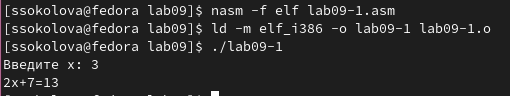 [ssokolova@fedora lab09]$ nasm -f elf lab09-1.asm
[ssokolova@fedora lab09]$ ld -m elf_i386 -o lab09-1 lab09-1.o
[ssokolova@fedora lab09]$ ./lab09-1
Введите x: 3
2x+7=13